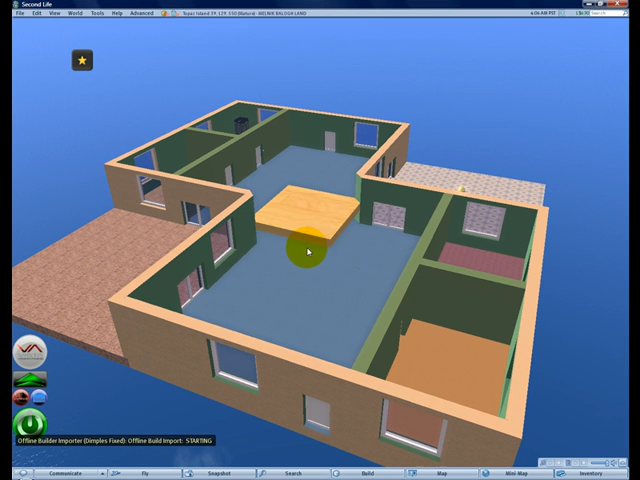 Second Life
File Edit View World Tools Help Advanced
Offline Builder Importer (Dimples Fixed): Offline Build Import: STARTING
Communicate Fly Snapshot Search Build Map Mini-Map Inventory